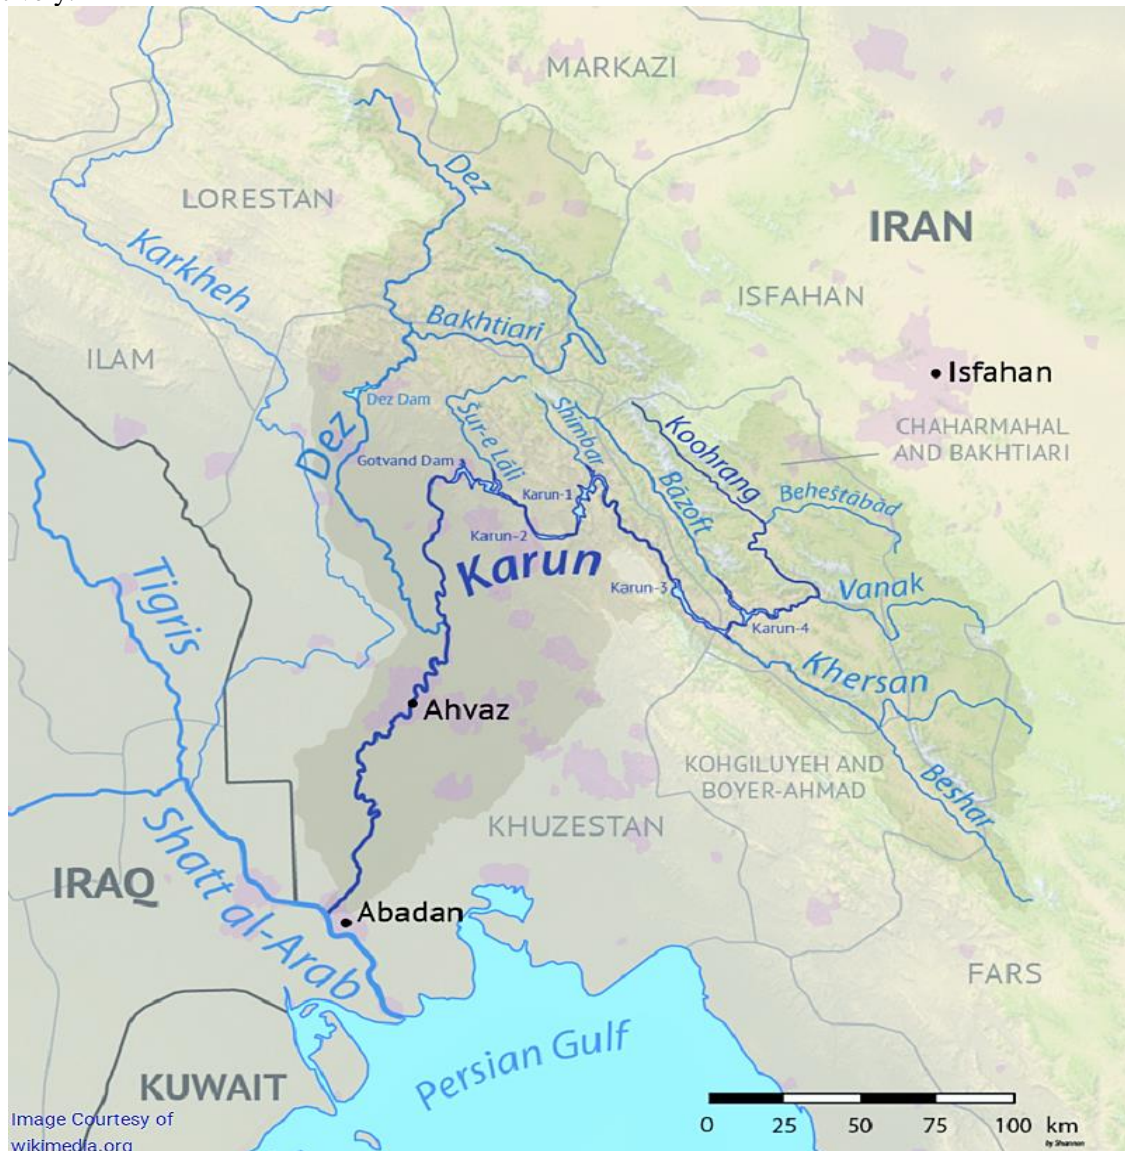 MARKAZI
Dez
LORESTAN
IRAN
Karkheh
ISFAHAN
Bakhtiari
ILAM
Isfahan
Dez Dam
Dez
Šur-e Lāli
Shimbar
Koohrang
CHAHARMAHAL
AND BAKHTIARI
Gotvand Dam
Karun-1
Bazoft
Beheštābād
Karun-2
Karun
Tigris
Karun-3
Vanak
Karun-4
Khersan
Ahvaz
KOHGILUYEH AND
BOYER-AHMAD
Beshar
Shatt al-Arab
KHUZESTAN
IRAQ
Abadan
FARS
Persian Gulf
KUWAIT
Image Courtesy of
wikimedia.org
0 25 50 75 100 km
by Shannon